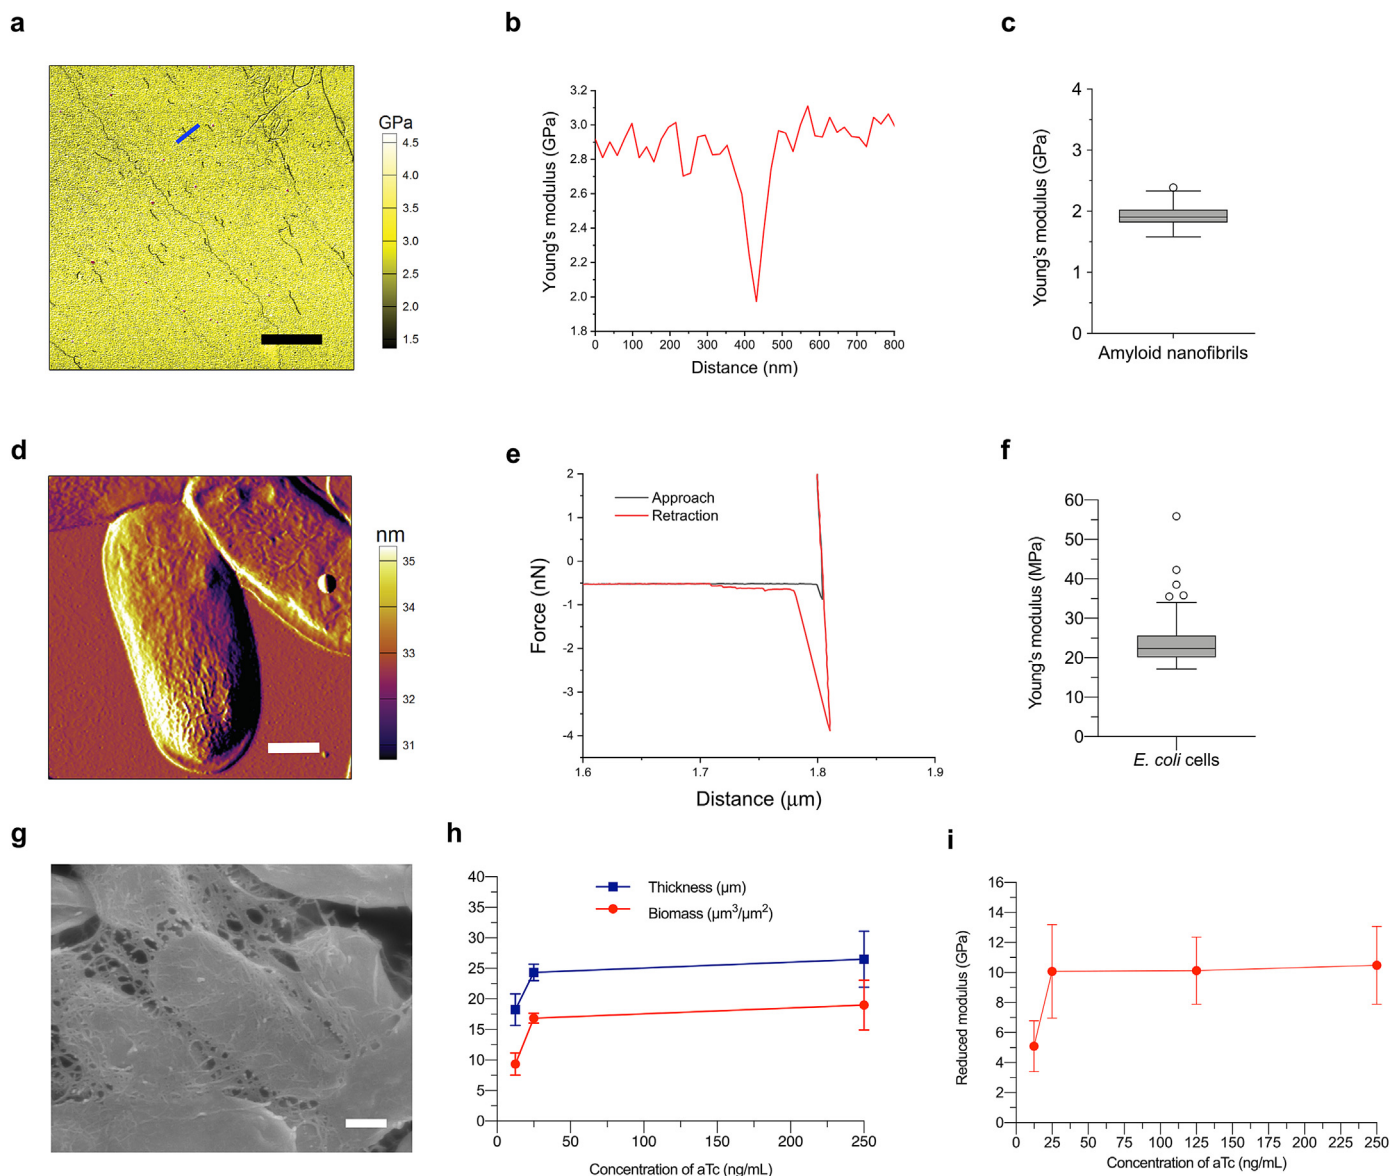 a
GPa
4.0
3.0
2.0
1.5
b
Young's modulus (GPa)
3.2
3.0
2.8
2.6
2.4
2.2
2.0
1.8
0 100 200 300 400 500 600 700 800
Distance (nm)
c
Young's modulus (GPa)
4
3
2
1
0
Amyloid nanofibrils
d
nm
35
34
33
32
31
e
Force (nN)
2
1
0
-1
-2
-3
-4
Approach
Retraction
1.6 1.7 1.8 1.9
Distance (µm)
f
Young's modulus (MPa)
60
50
40
30
20
10
0
E. coli cells
g
h
40
35
30
25
20
15
10
5
0
Thickness (µm)
Biomass (µm³/µm²)
0 50 100 150 200 250
Concentration of aTc (ng/mL)
i
Reduced modulus (GPa)
16
14
12
10
8
6
4
2
0
0 25 50 75 100 125 150 175 200 225 250
Concentration of aTc (ng/mL)